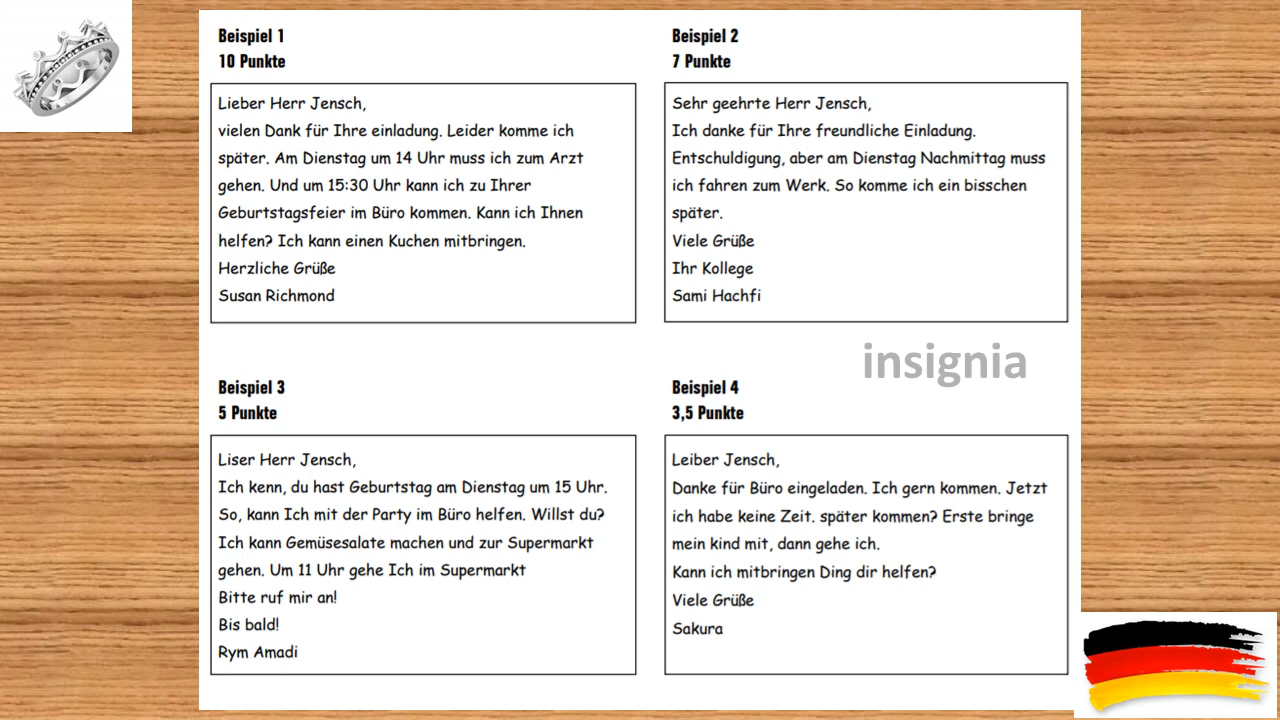 Beispiel 1
10 Punkte
Lieber Herr Jensch,
vielen Dank für Ihre einladung. Leider komme ich
später. Am Dienstag um 14 Uhr muss ich zum Arzt
gehen. Und um 15:30 Uhr kann ich zu Ihrer
Geburtstagsfeier im Büro kommen. Kann ich Ihnen
helfen? Ich kann einen Kuchen mitbringen.
Herzliche Grüße
Susan Richmond
Beispiel 2
7 Punkte
Sehr geehrte Herr Jensch,
Ich danke für Ihre freundliche Einladung.
Entschuldigung, aber am Dienstag Nachmittag muss
ich fahren zum Werk. So komme ich ein bisschen
später.
Viele Grüße
Ihr Kollege
Sami Hachfi
insignia
Beispiel 3
5 Punkte
Liser Herr Jensch,
Ich kenn, du hast Geburtstag am Dienstag um 15 Uhr.
So, kann Ich mit der Party im Büro helfen. Willst du?
Ich kann Gemüsesalate machen und zur Supermarkt
gehen. Um 11 Uhr gehe Ich im Supermarkt
Bitte ruf mir an!
Bis bald!
Rym Amadi
Beispiel 4
3,5 Punkte
Leiber Jensch,
Danke für Büro eingeladen. Ich gern kommen. Jetzt
ich habe keine Zeit. später kommen? Erste bringe
mein kind mit, dann gehe ich.
Kann ich mitbringen Ding dir helfen?
Viele Grüße
Sakura